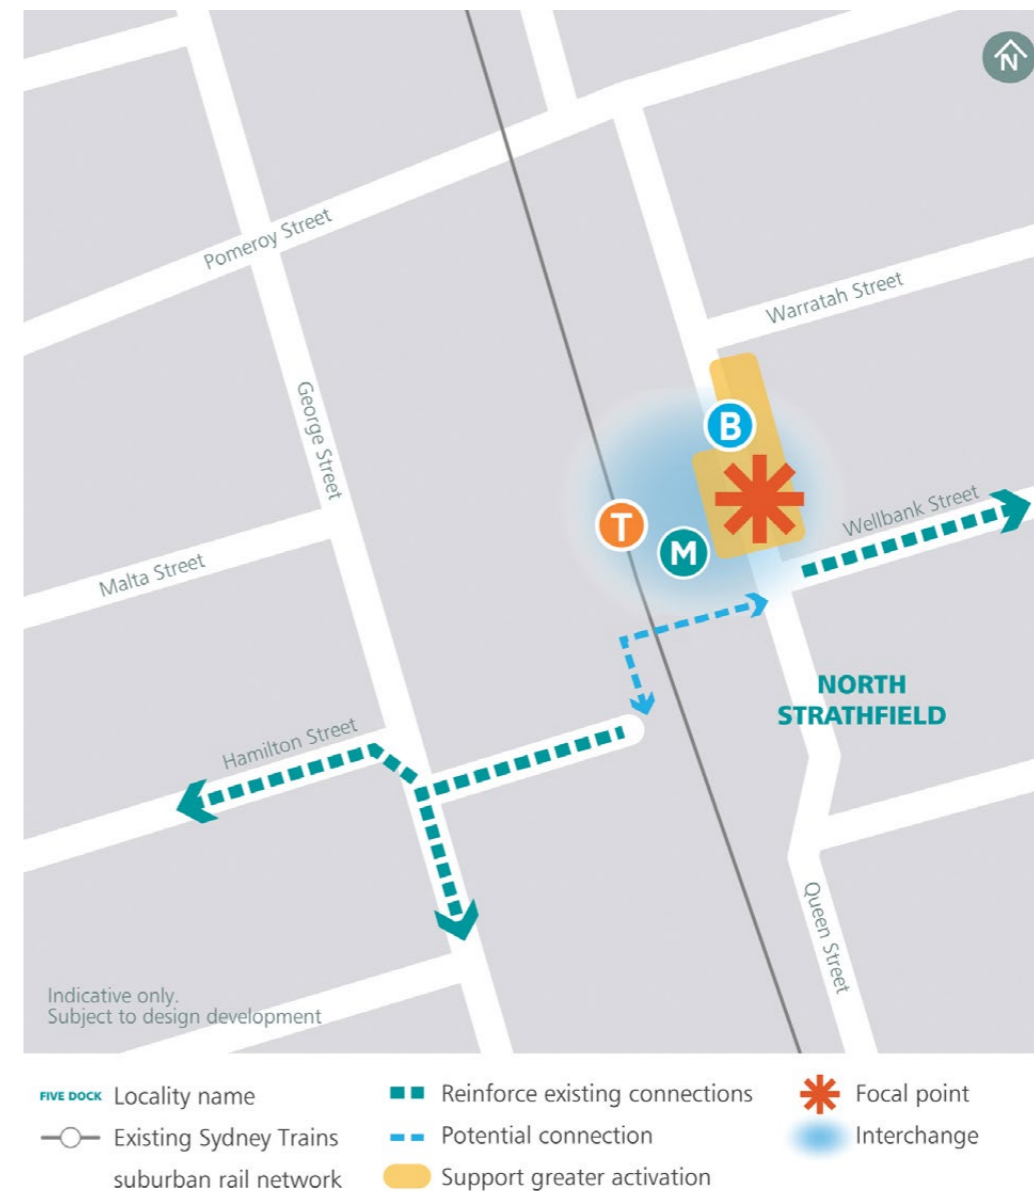 N
Pomeroy Street
Warratah Street
George Street
B
Wellbank Street
T
M
Malta Street
NORTH
STRATHFIELD
Hamilton Street
Queen Street
Indicative only.
Subject to design development
FIVE DOCK Locality name
Existing Sydney Trains
suburban rail network
Reinforce existing connections
Potential connection
Support greater activation
Focal point
Interchange